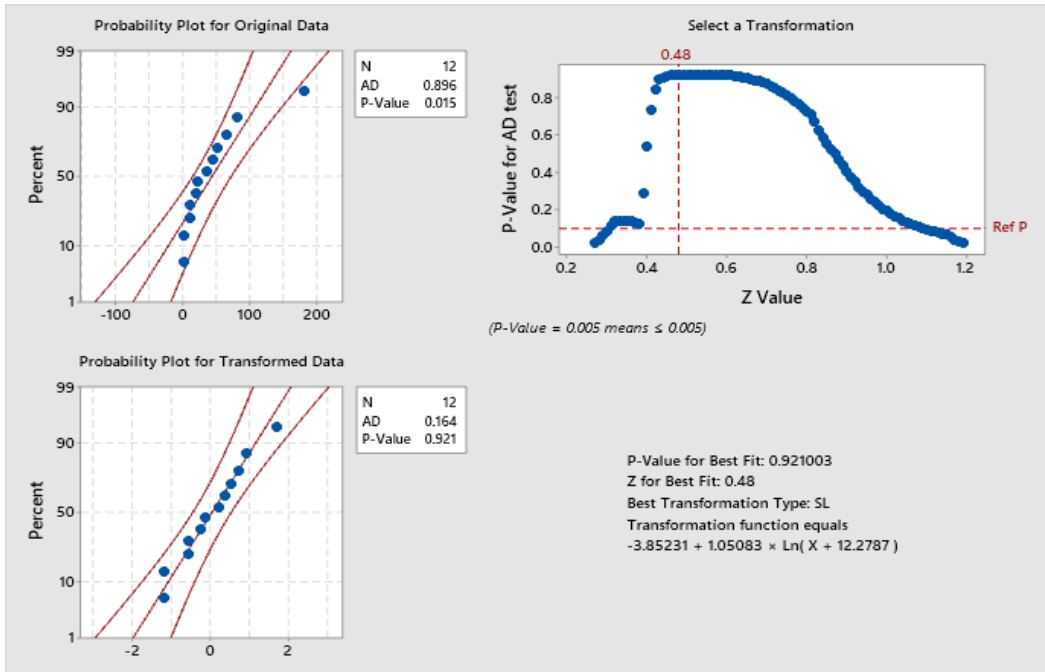 Probability Plot for Original Data
99
90
50
10
1
Percent
-100 0 100 200
N 12
AD 0.896
P-Value 0.015
Select a Transformation
0.48
0.8
0.6
0.4
0.2
0.0
P-Value for AD test
Ref P
0.2 0.4 0.6 0.8 1.0 1.2
Z Value
(P-Value = 0.005 means ≤ 0.005)
Probability Plot for Transformed Data
99
90
50
10
1
Percent
-2 0 2
N 12
AD 0.164
P-Value 0.921
P-Value for Best Fit: 0.921003
Z for Best Fit: 0.48
Best Transformation Type: SL
Transformation function equals
-3.85231 + 1.05083 × Ln( X + 12.2787 )